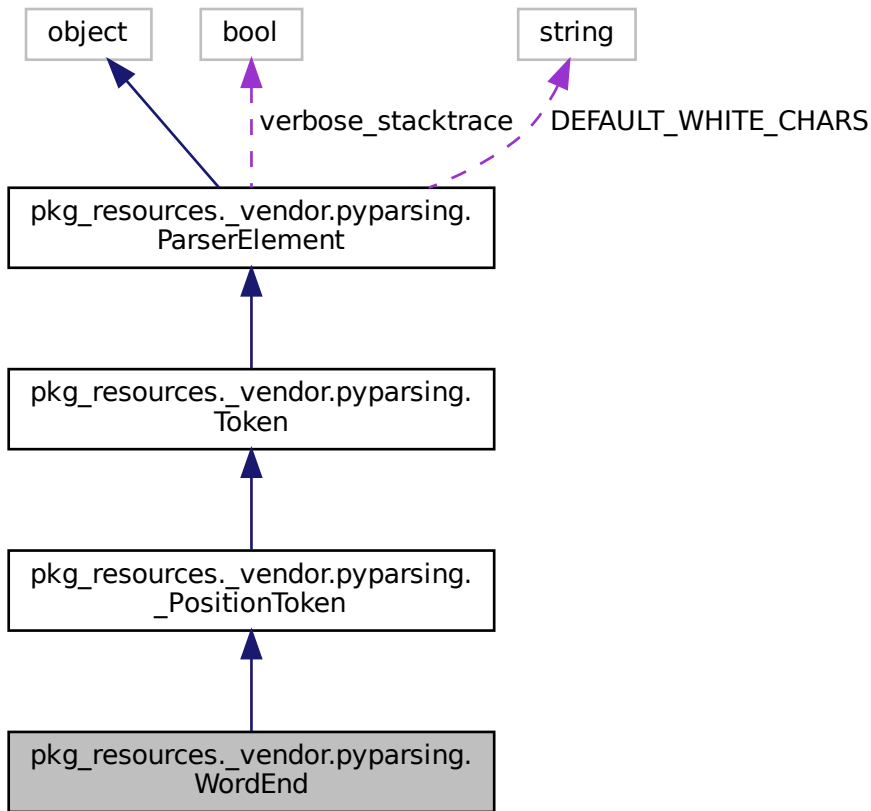 object
bool
string
verbose_stacktrace
DEFAULT_WHITE_CHARS
pkg_resources._vendor.pyparsing.
ParserElement
pkg_resources._vendor.pyparsing.
Token
pkg_resources._vendor.pyparsing.
_PositionToken
pkg_resources._vendor.pyparsing.
WordEnd